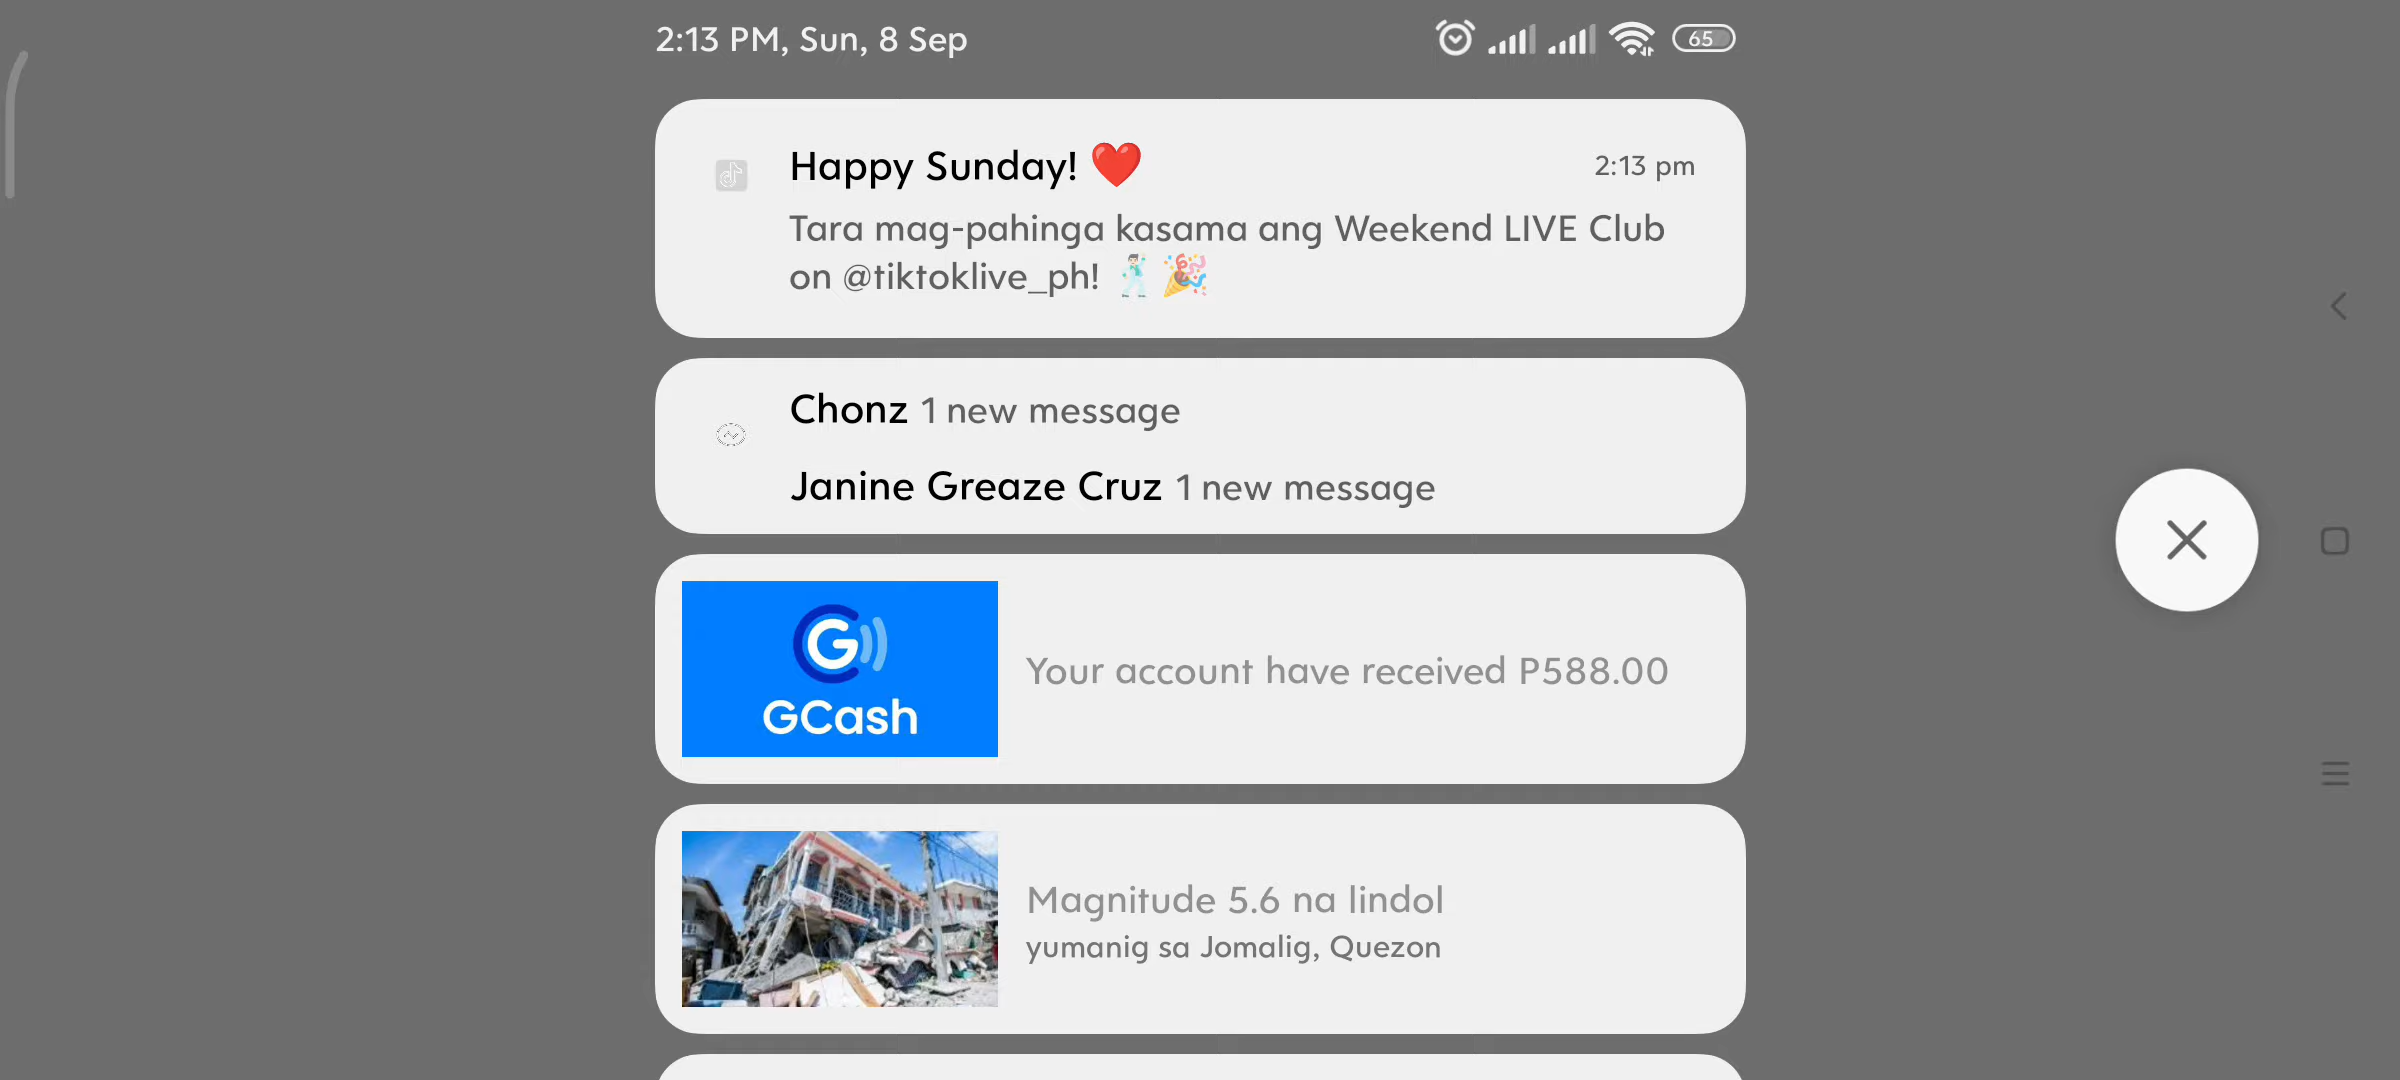 2:13 PM, Sun, 8 Sep
65
Happy Sunday! ❤️
2:13 pm
Tara mag-pahinga kasama ang Weekend LIVE Club
on @tiktoklive_ph! 🕺🏻🎉
Chonz 1 new message
Janine Greaze Cruz 1 new message
G
GCash
Your account have received P588.00
Magnitude 5.6 na lindol
yumanig sa Jomalig, Quezon